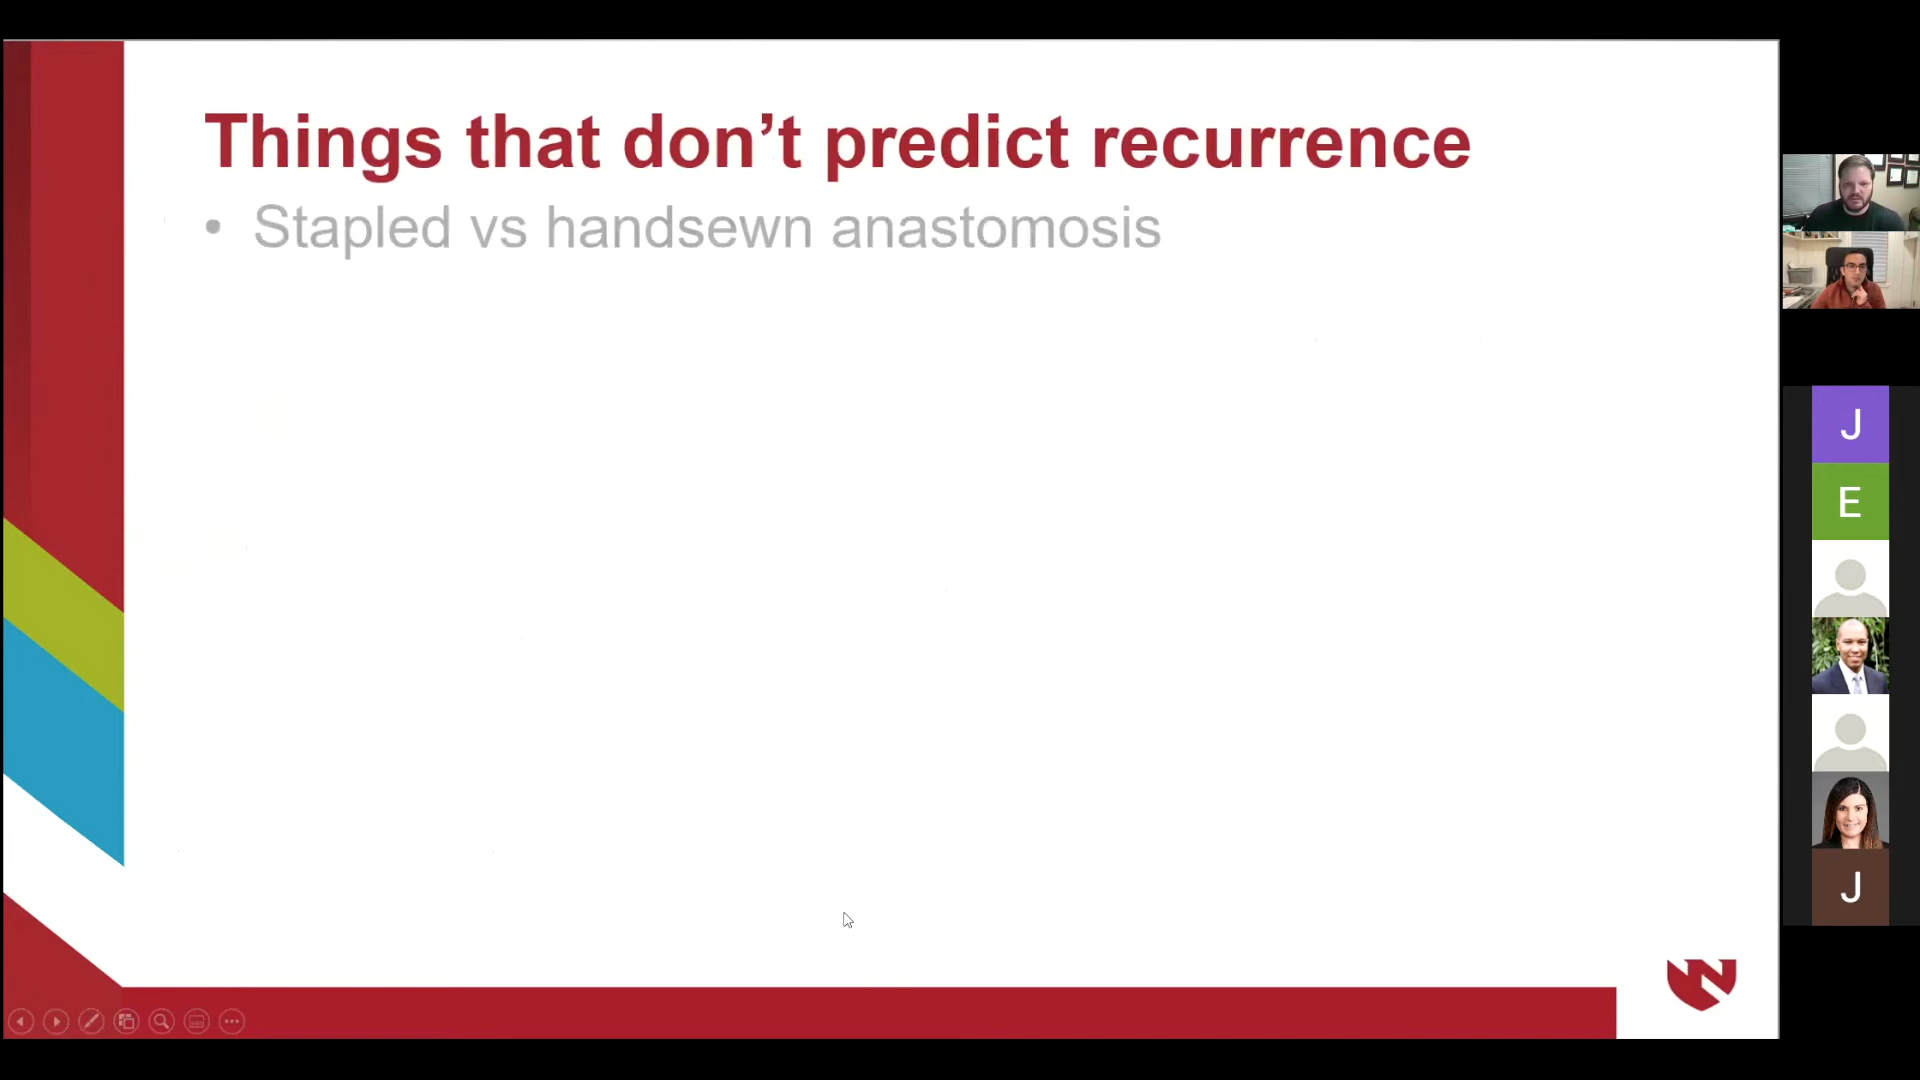 Things that don’t predict recurrence
• Stapled vs handsewn anastomosis
J
E
J